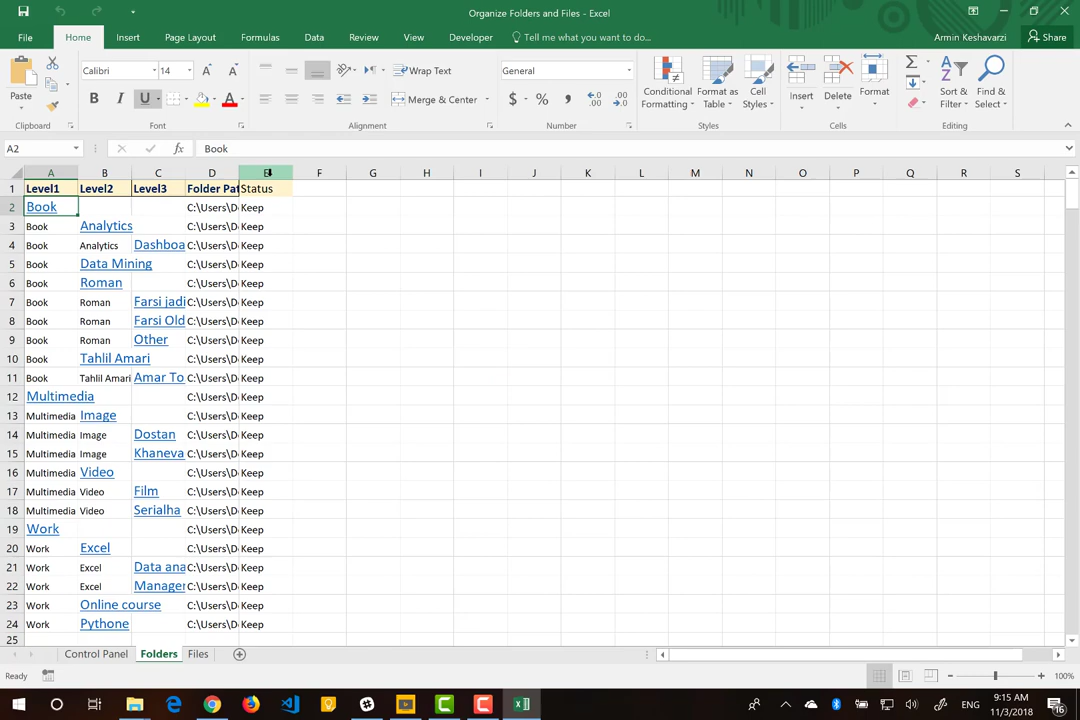 Organize Folders and Files - Excel
File Home Insert Page Layout Formulas Data Review View Developer Tell me what you want to do... Armin Keshavarzi Share
Paste
Clipboard
Calibri 14
B I U
Font
Wrap Text
Merge & Center
Alignment
General
$ % ,
Number
Conditional Formatting
Format as Table
Cell Styles
Styles
Insert Delete Format
Cells
Sort & Filter
Find & Select
Editing
A2 fx Book
A B C D E F G H I J K L M N O P Q R S
1 Level1 Level2 Level3 Folder Pat Status
2 Book C:\Users\D Keep
3 Book Analytics C:\Users\D Keep
4 Book Analytics Dashboa C:\Users\D Keep
5 Book Data Mining C:\Users\D Keep
6 Book Roman C:\Users\D Keep
7 Book Roman Farsi jadi C:\Users\D Keep
8 Book Roman Farsi Old C:\Users\D Keep
9 Book Roman Other C:\Users\D Keep
10 Book Tahlil Amari C:\Users\D Keep
11 Book Tahlil Amari Amar To C:\Users\D Keep
12 Multimedia C:\Users\D Keep
13 Multimedia Image C:\Users\D Keep
14 Multimedia Image Dostan C:\Users\D Keep
15 Multimedia Image Khaneva C:\Users\D Keep
16 Multimedia Video C:\Users\D Keep
17 Multimedia Video Film C:\Users\D Keep
18 Multimedia Video Serialha C:\Users\D Keep
19 Work C:\Users\D Keep
20 Work Excel C:\Users\D Keep
21 Work Excel Data ana C:\Users\D Keep
22 Work Excel Manager C:\Users\D Keep
23 Work Online course C:\Users\D Keep
24 Work Pythone C:\Users\D Keep
25
Control Panel Folders Files
Ready 100%
ENG 9:15 AM
11/3/2018 16